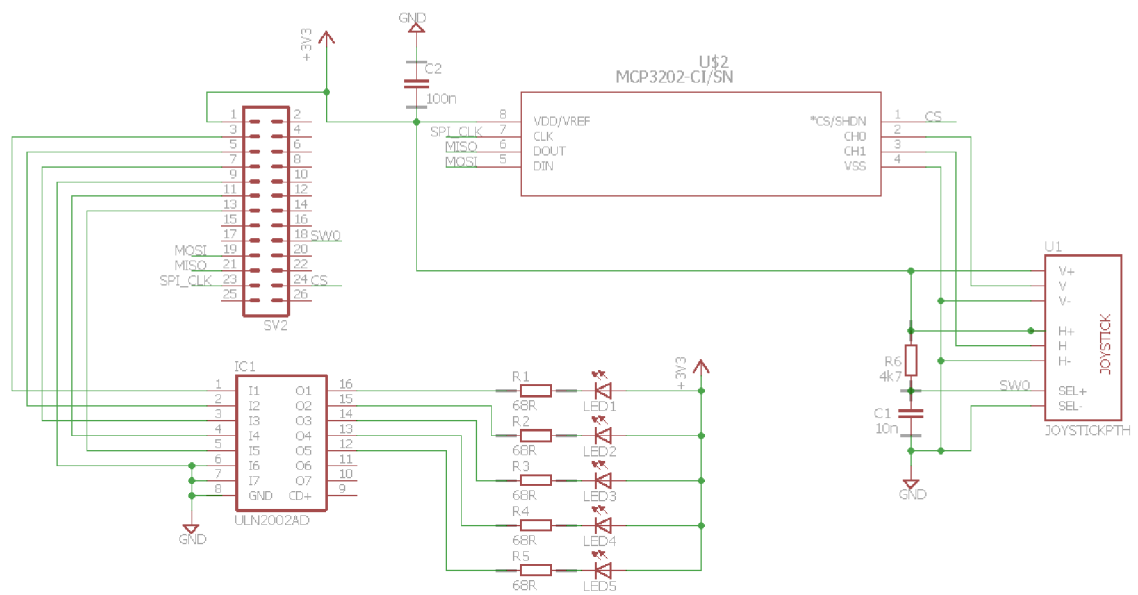 GND
+3V3
C2
100n
U$2
MCP3202-CI/SN
8 VDD/VREF *CS/SHDN 1 CS
SPI_CLK 7 CLK CH0 2
MISO 6 DOUT CH1 3
MOSI 5 DIN VSS 4
1 2
3 4
5 6
7 8
9 10
11 12
13 14
15 16
17 18 SW0
MOSI 19 20
MISO 21 22
SPI_CLK 23 24 CS
25 26
SV2
U1
V+
V
V-
H+
H
H-
SEL+
SEL-
JOYSTICK
JOYSTICKPTH
R6
4k7
SW0
C1
10n
GND
IC1
1 I1 O1 16
2 I2 O2 15
3 I3 O3 14
4 I4 O4 13
5 I5 O5 12
6 I6 O6 11
7 I7 O7 10
8 GND CD+ 9
ULN2002AD
GND
+3V3
R1
68R LED1
R2
68R LED2
R3
68R LED3
R4
68R LED4
R5
68R LED5